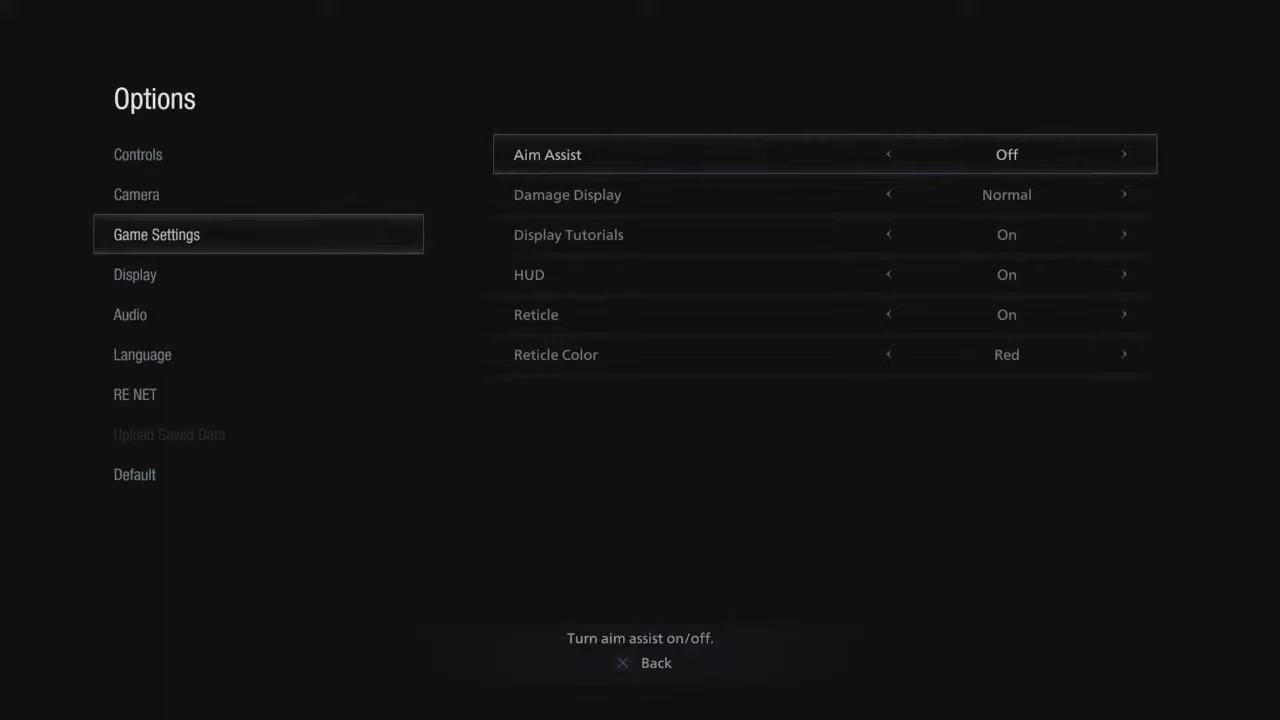 Options
Controls
Camera
Game Settings
Display
Audio
Language
RE NET
Upload Saved Data
Default
Aim Assist Off
Damage Display Normal
Display Tutorials On
HUD On
Reticle On
Reticle Color Red
Turn aim assist on/off.
Back